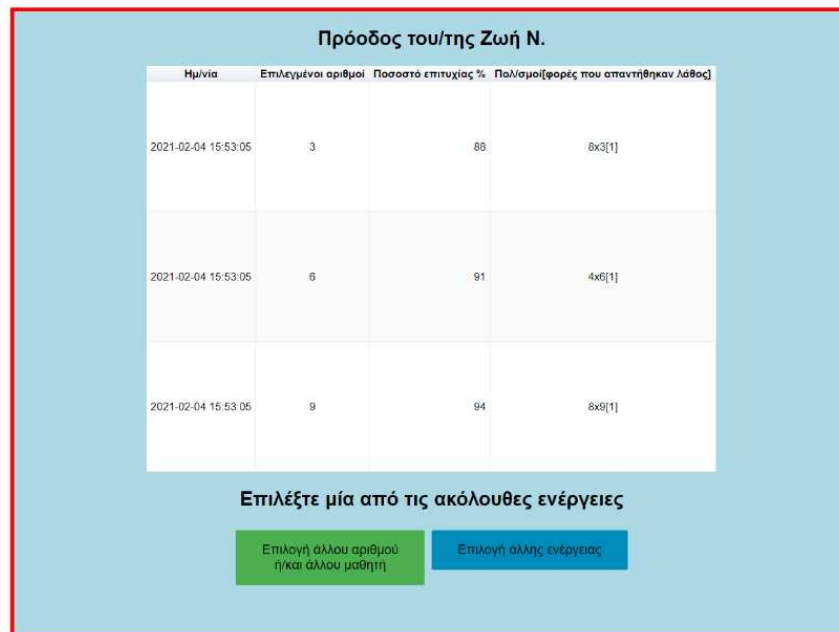 Πρόοδος του/της Ζωή Ν.
Ημ/νία Επιλεγμένοι αριθμοί Ποσοστό επιτυχίας % Πολ/σμοί[φορές που απαντήθηκαν λάθος]
2021-02-04 15:53:05 3 88 8x3[1]
2021-02-04 15:53:05 6 91 4x6[1]
2021-02-04 15:53:05 9 94 8x9[1]
Επιλέξτε μία από τις ακόλουθες ενέργειες
Επιλογή άλλου αριθμού
ή/και άλλου μαθητή
Επιλογή άλλης ενέργειας